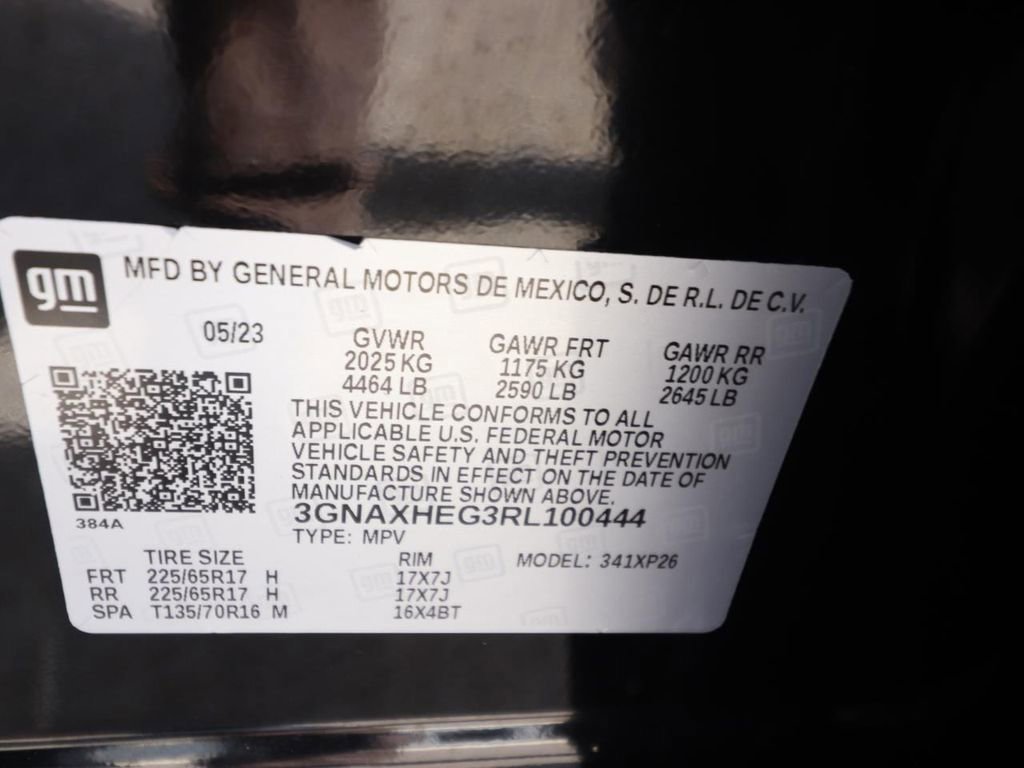 gm MFD BY GENERAL MOTORS DE MEXICO, S. DE R.L. DE C.V.
05/23 GVWR GAWR FRT GAWR RR
2025 KG 1175 KG 1200 KG
4464 LB 2590 LB 2645 LB
THIS VEHICLE CONFORMS TO ALL
APPLICABLE U.S. FEDERAL MOTOR
VEHICLE SAFETY AND THEFT PREVENTION
STANDARDS IN EFFECT ON THE DATE OF
MANUFACTURE SHOWN ABOVE.
384A 3GNAXHEG3RL100444
TYPE: MPV
TIRE SIZE RIM MODEL: 341XP26
FRT 225/65R17 H 17X7J
RR 225/65R17 H 17X7J
SPA T135/70R16 M 16X4BT